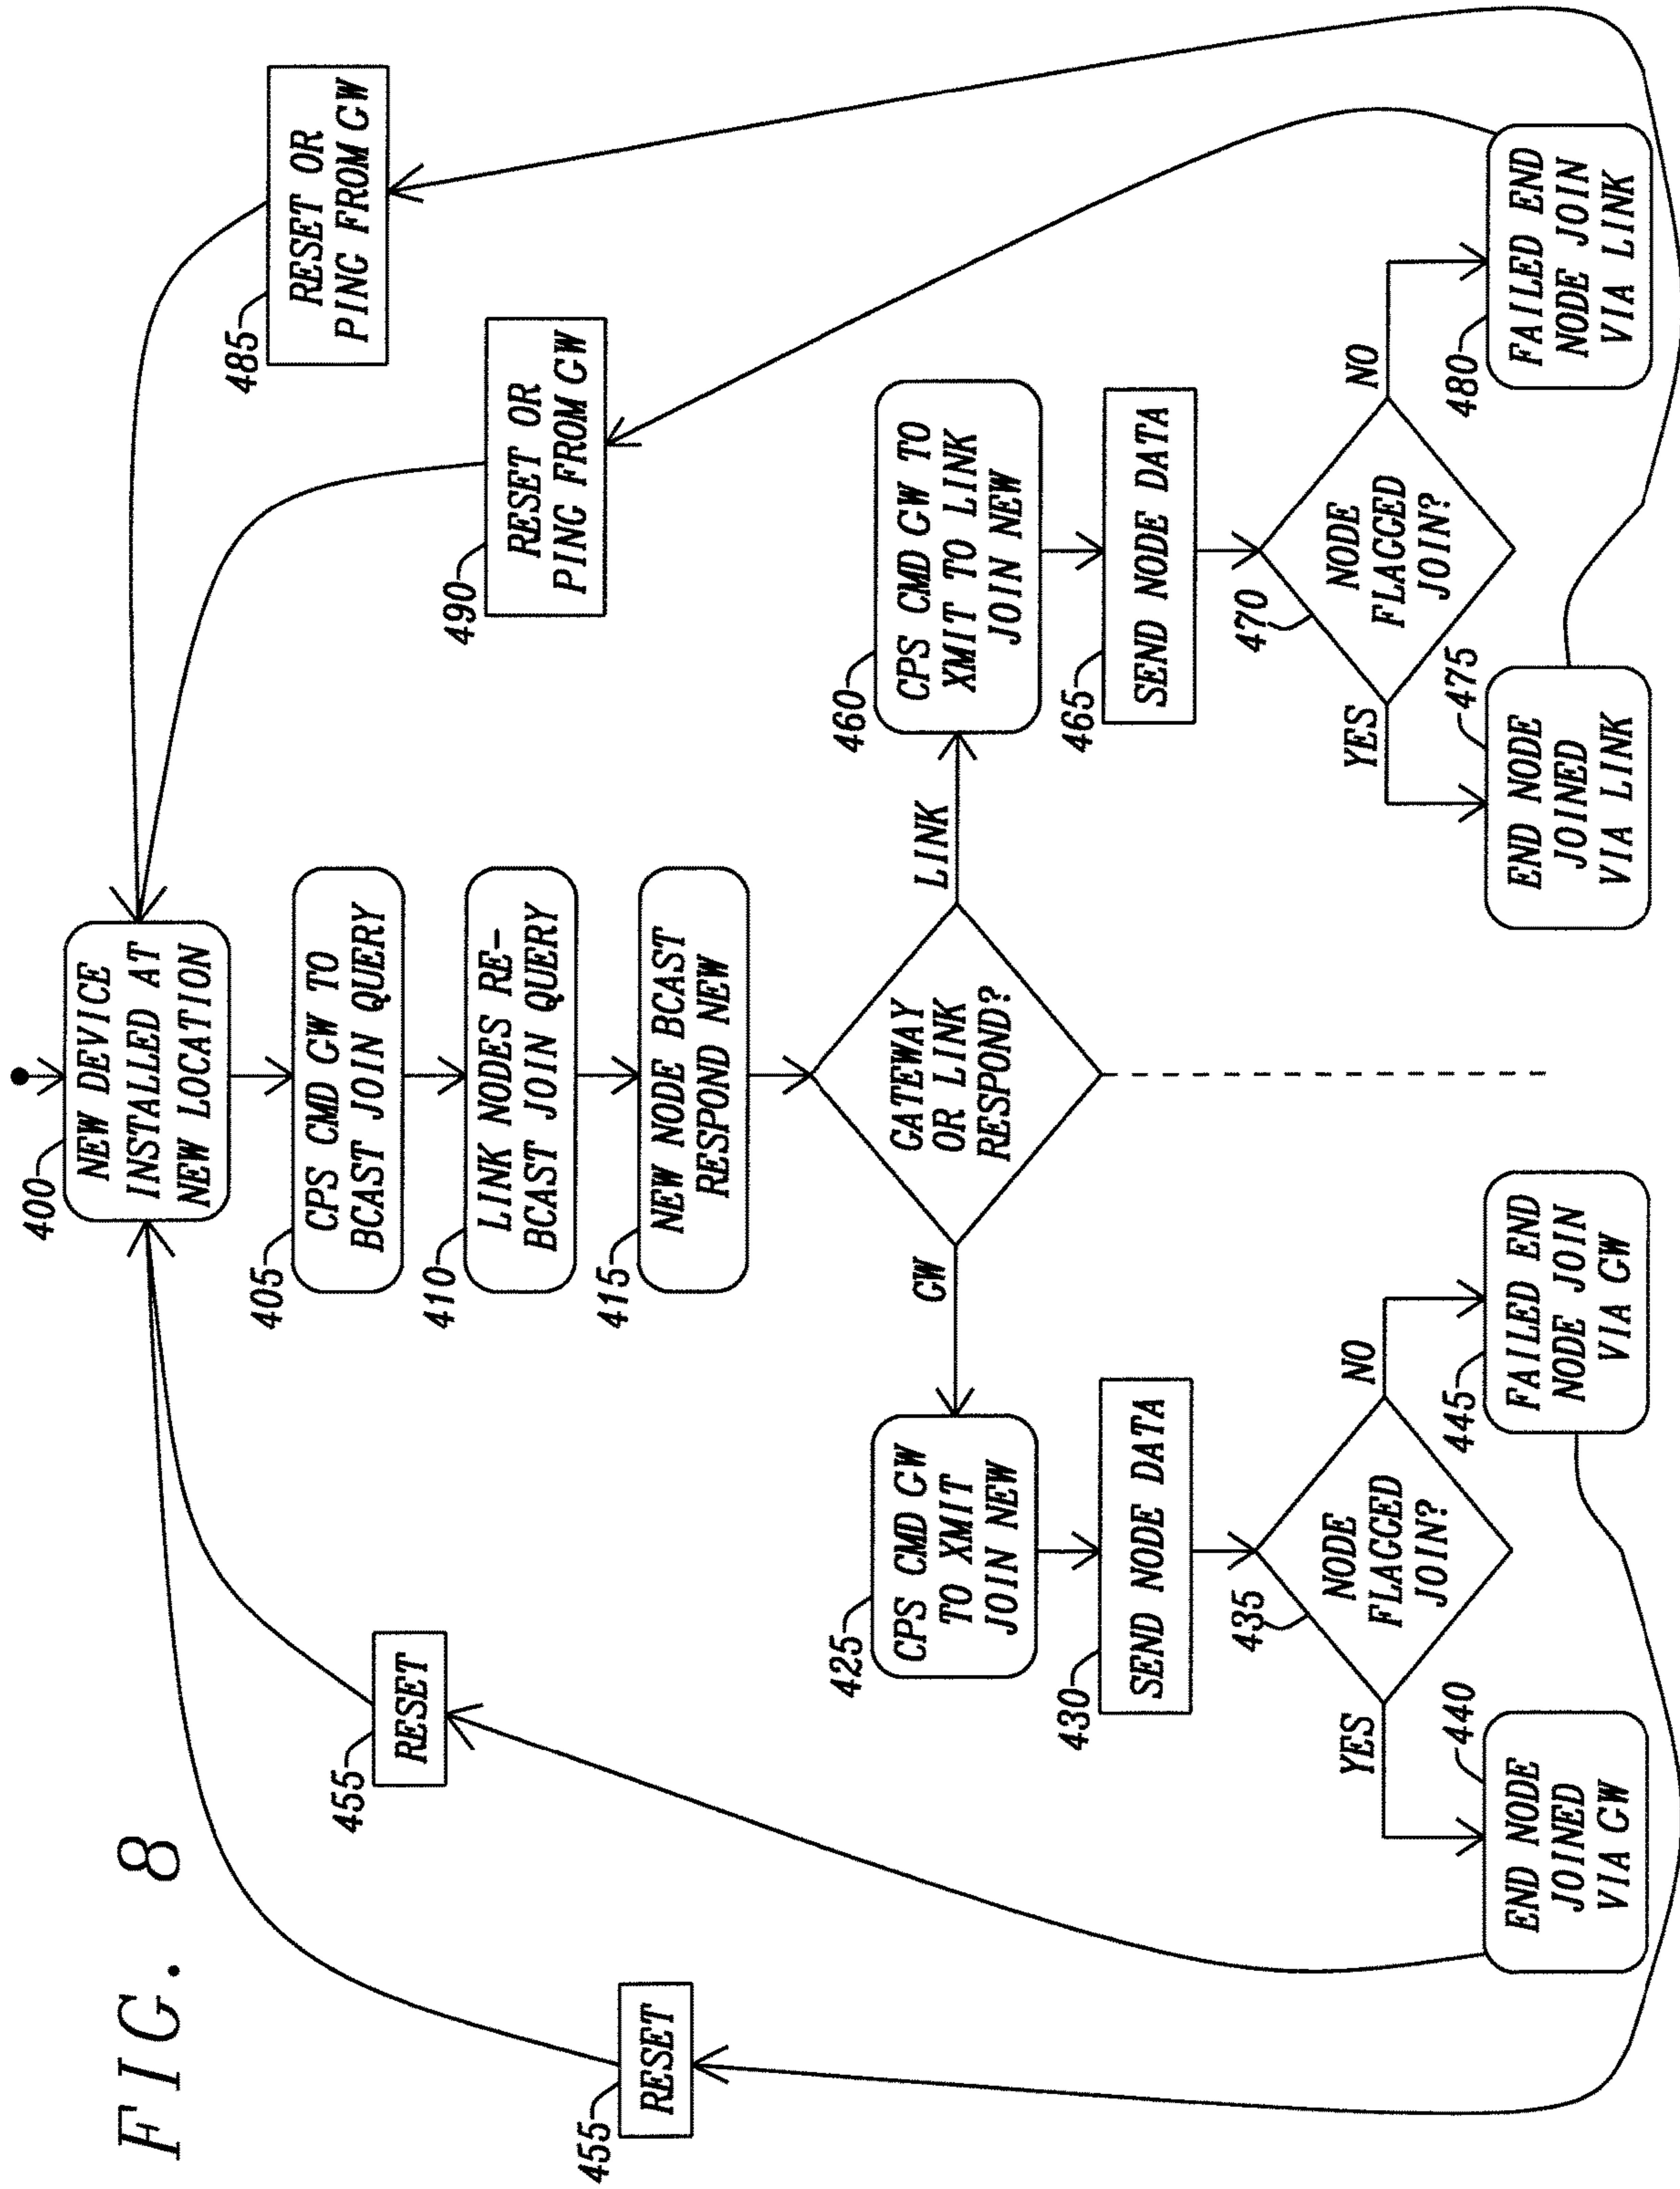 FIG. 8
400
NEW DEVICE
INSTALLED AT
NEW LOCATION
405
CPS CMD GW TO
BCAST JOIN QUERY
410
LINK NODES RE-
BCAST JOIN QUERY
415
NEW NODE BCAST
RESPOND NEW
GATEWAY
OR LINK
RESPOND?
GW
LINK
425
CPS CMD GW
TO XMIT
JOIN NEW
430
SEND NODE DATA
435
NODE
FLAGGED
JOIN?
YES
NO
440
END NODE
JOINED
VIA GW
445
FAILED END
NODE JOIN
VIA GW
455
RESET
455
RESET
460
CPS CMD GW TO
XMIT TO LINK
JOIN NEW
465
SEND NODE DATA
470
NODE
FLAGGED
JOIN?
YES
NO
475
END NODE
JOINED
VIA LINK
480
FAILED END
NODE JOIN
VIA LINK
485
RESET OR
PING FROM GW
490
RESET OR
PING FROM GW